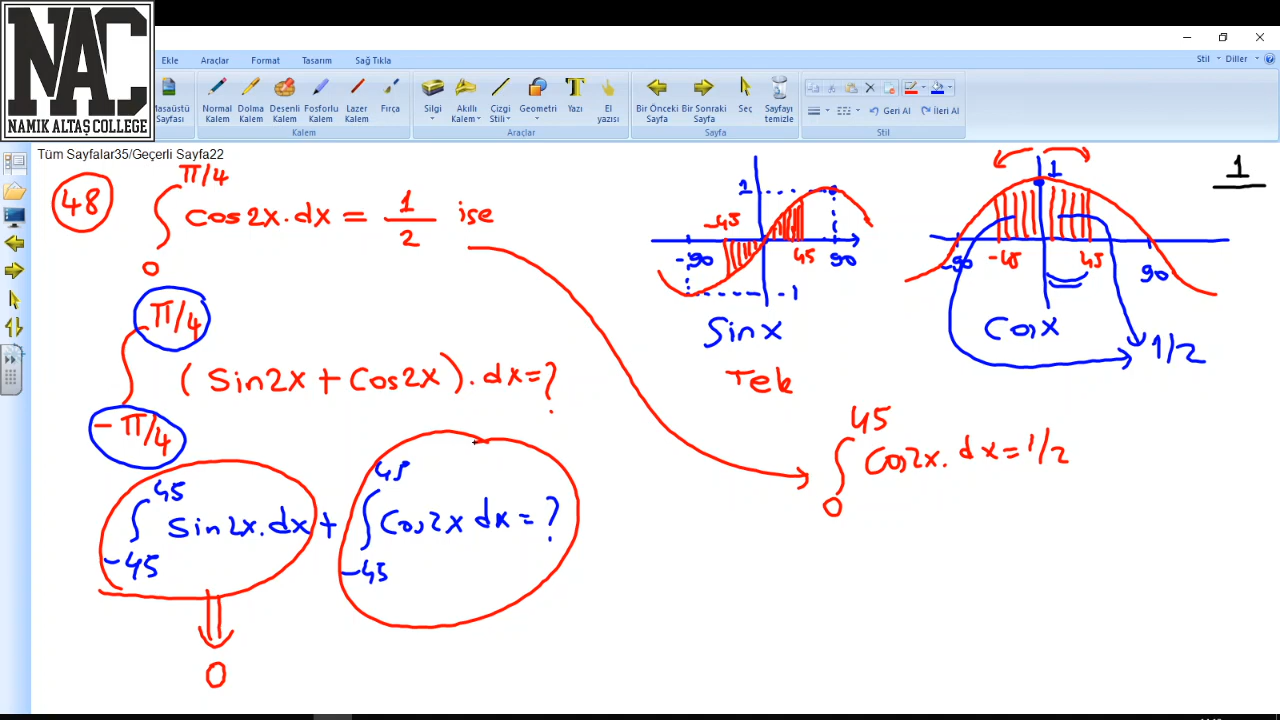 NAC
NAMIK ALTAŞ COLLEGE
Ekle Araçlar Format Tasarım Sağ Tıkla
Stil Diller
Masaüstü Sayfası
Normal Kalem
Dolma Kalem
Desenli Kalem
Fosforlu Kalem
Lazer Kalem
Fırça
Silgi
Akıllı Kalem
Çizgi Stili
Geometri
Yazı
El yazısı
Bir Önceki Sayfa
Bir Sonraki Sayfa
Seç
Sayfayı temizle
Geri Al
İleri Al
Kalem Araçlar Sayfa Stil
Tüm Sayfalar35/Geçerli Sayfa22
1
48
∫ 0 π/4 Cos2x.dx = 1/2 ise
∫ -π/4 π/4 (Sin2x + Cos2x).dx=?
∫ -45 45 Sin2x.dx + ∫ -45 45 Cos2x dx=?
0
1
-45
-90 45 90
-1
Sinx
Tek
1
-90 -45 45 90
Cosx
1/2
∫ 0 45 Cos2x.dx=1/2